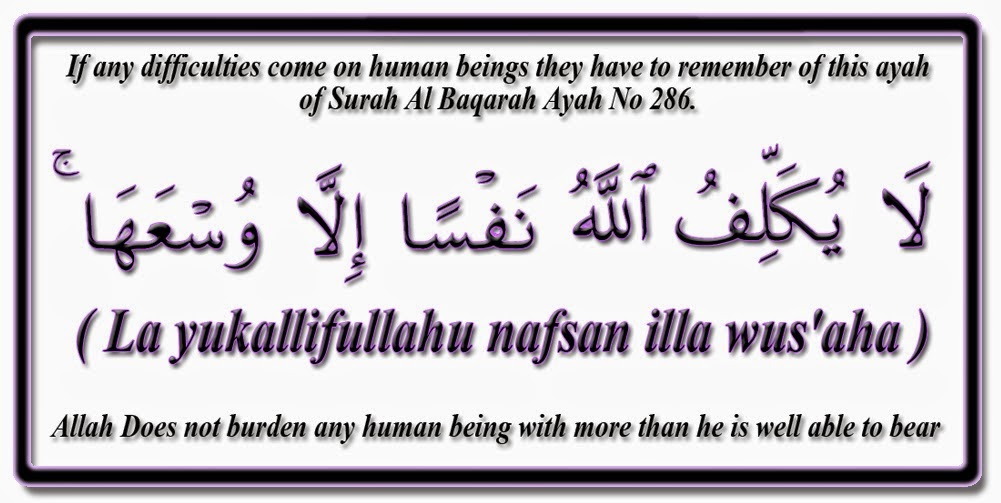 If any difficulties come on human beings they have to remember of this ayah
of Surah Al Baqarah Ayah No 286.
لَا يُكَلِّفُ ٱللَّهُ نَفْسًا إِلَّا وُسْعَهَا ۚ
( La yukallifullahu nafsan illa wus'aha )
Allah Does not burden any human being with more than he is well able to bear